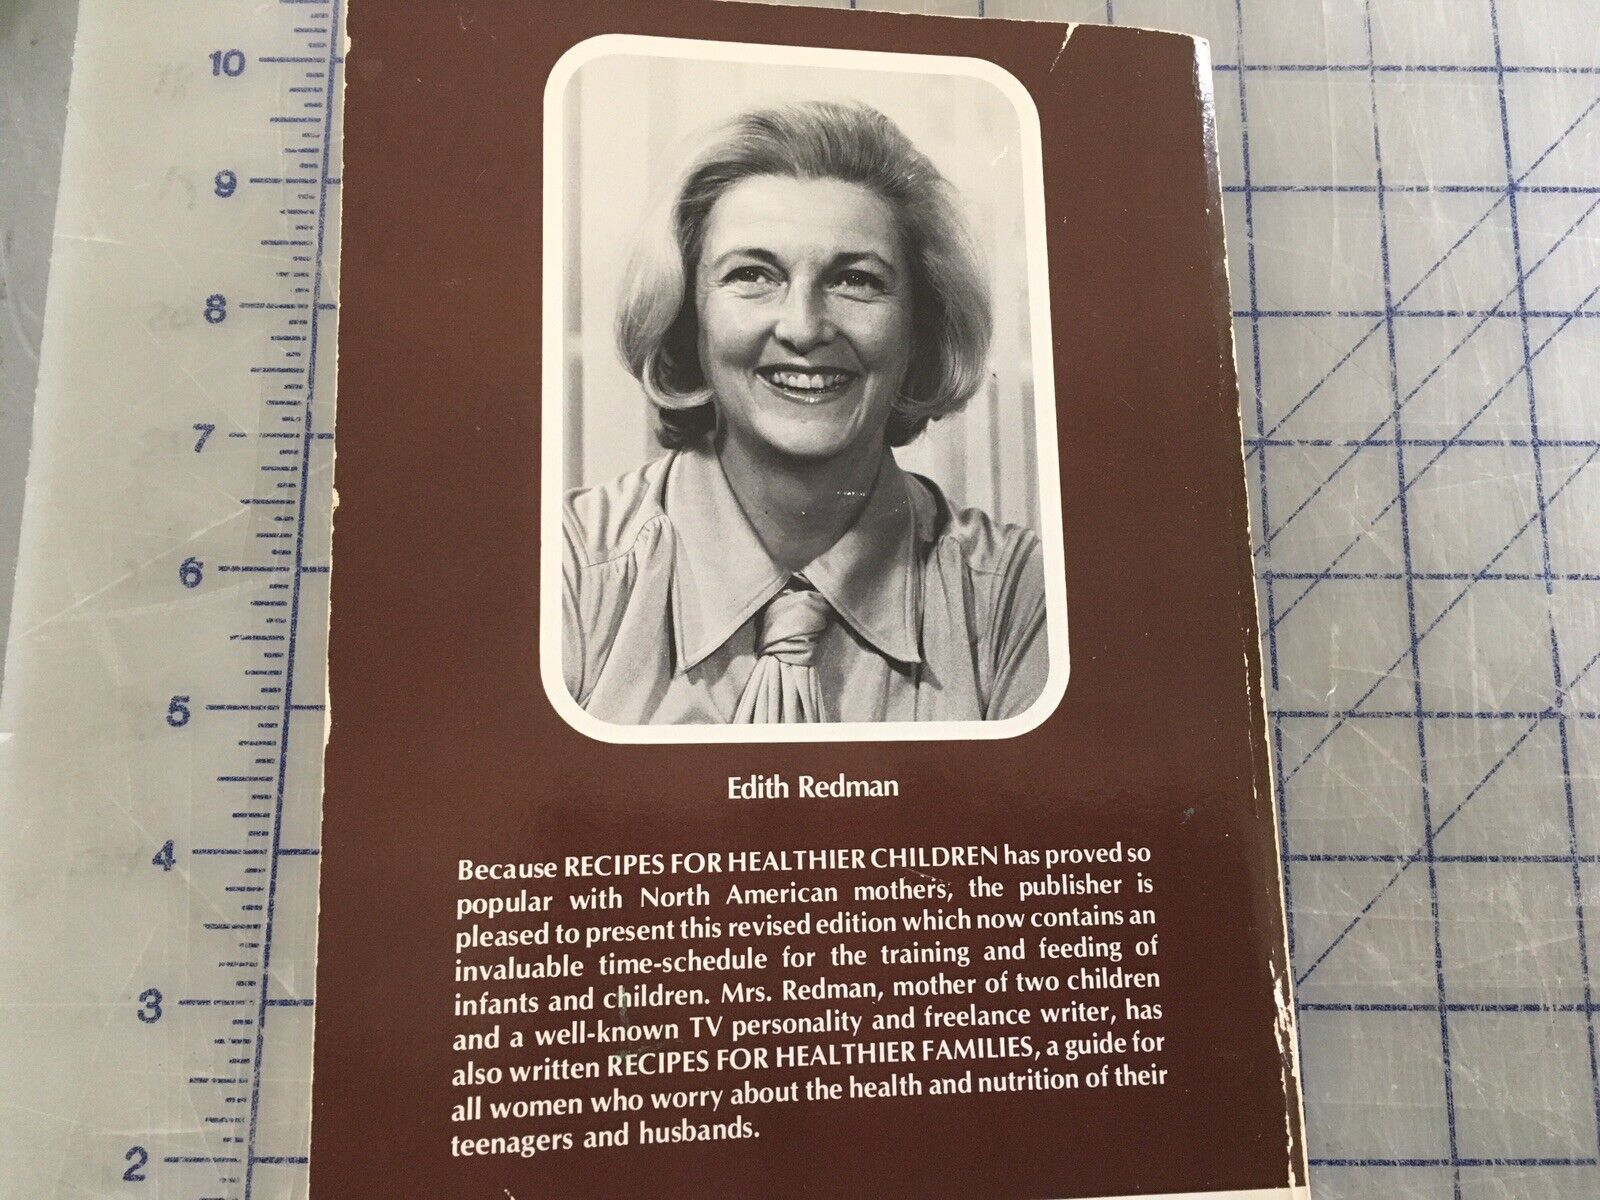 10
9
8
7
6
5
4
3
2
Edith Redman
Because RECIPES FOR HEALTHIER CHILDREN has proved so
popular with North American mothers, the publisher is
pleased to present this revised edition which now contains an
invaluable time-schedule for the training and feeding of
infants and children. Mrs. Redman, mother of two children
and a well-known TV personality and freelance writer, has
also written RECIPES FOR HEALTHIER FAMILIES, a guide for
all women who worry about the health and nutrition of their
teenagers and husbands.